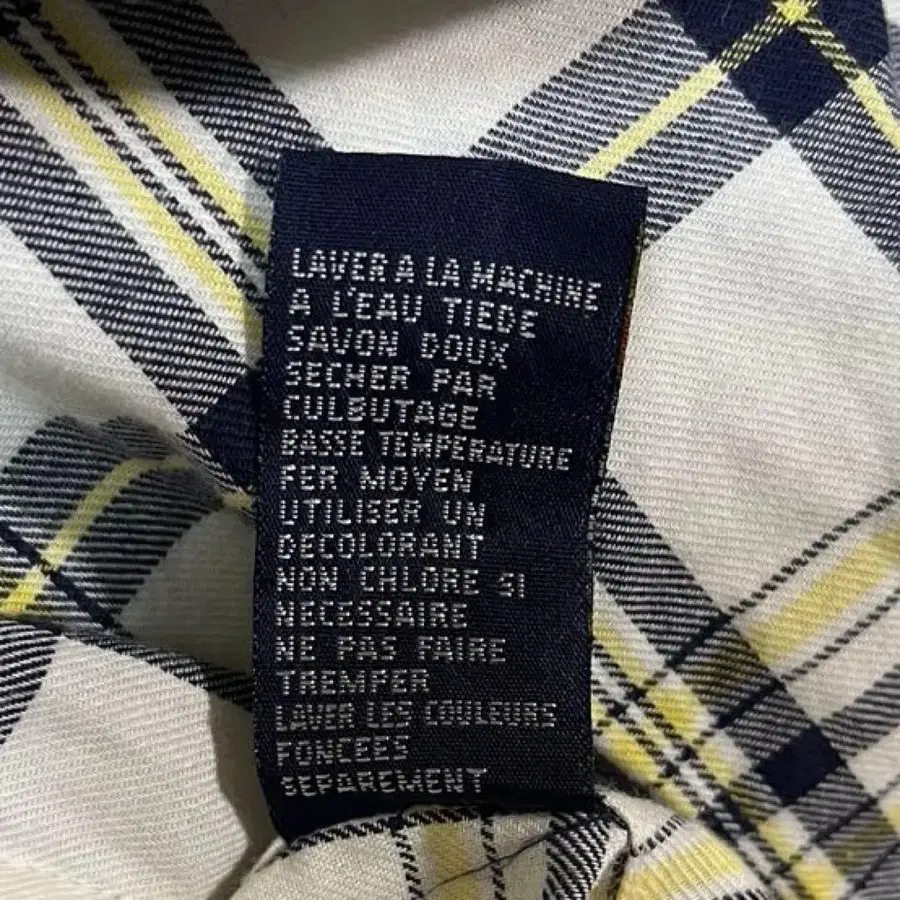 LAVER A LA MACHINE
A L'EAU TIEDE
SAVON DOUX
SECHER PAR
CULBUTAGE
BASSE TEMPERATURE
FER MOYEN
UTILISER UN
DECOLORANT
NON CHLORE SI
NECESSAIRE
NE PAS FAIRE
TREMPER
LAVER LES COULEURS
FONCEES
SEPAREMENT